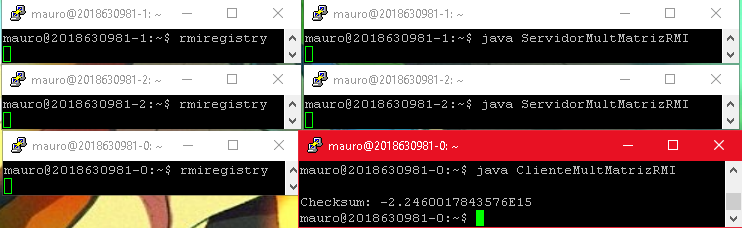 mauro@2018630981-1: ~
mauro@2018630981-1:~$ rmiregistry
mauro@2018630981-1: ~
mauro@2018630981-1:~$ java ServidorMultMatrizRMI
mauro@2018630981-2: ~
mauro@2018630981-2:~$ rmiregistry
mauro@2018630981-2: ~
mauro@2018630981-2:~$ java ServidorMultMatrizRMI
mauro@2018630981-0: ~
mauro@2018630981-0:~$ rmiregistry
mauro@2018630981-0: ~
mauro@2018630981-0:~$ java ClienteMultMatrizRMI
Checksum: -2.2460017843576E15
mauro@2018630981-0:~$